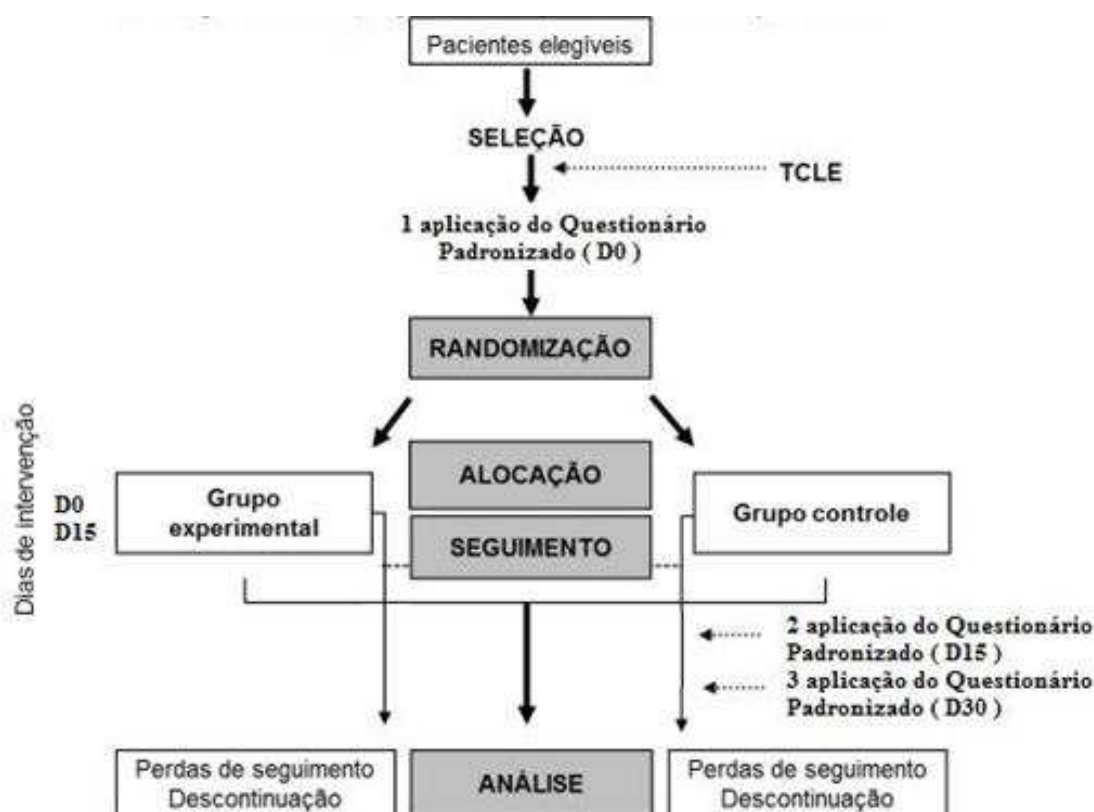 Pacientes elegíveis
SELEÇÃO
TCLE
1 aplicação do Questionário
Padronizado ( D0 )
RANDOMIZAÇÃO
Dias de intervenção
D0
D15
Grupo
experimental
ALOCAÇÃO
SEGUIMENTO
Grupo controle
2 aplicação do Questionário
Padronizado ( D15 )
3 aplicação do Questionário
Padronizado ( D30 )
Perdas de seguimento
Descontinuação
ANÁLISE
Perdas de seguimento
Descontinuação